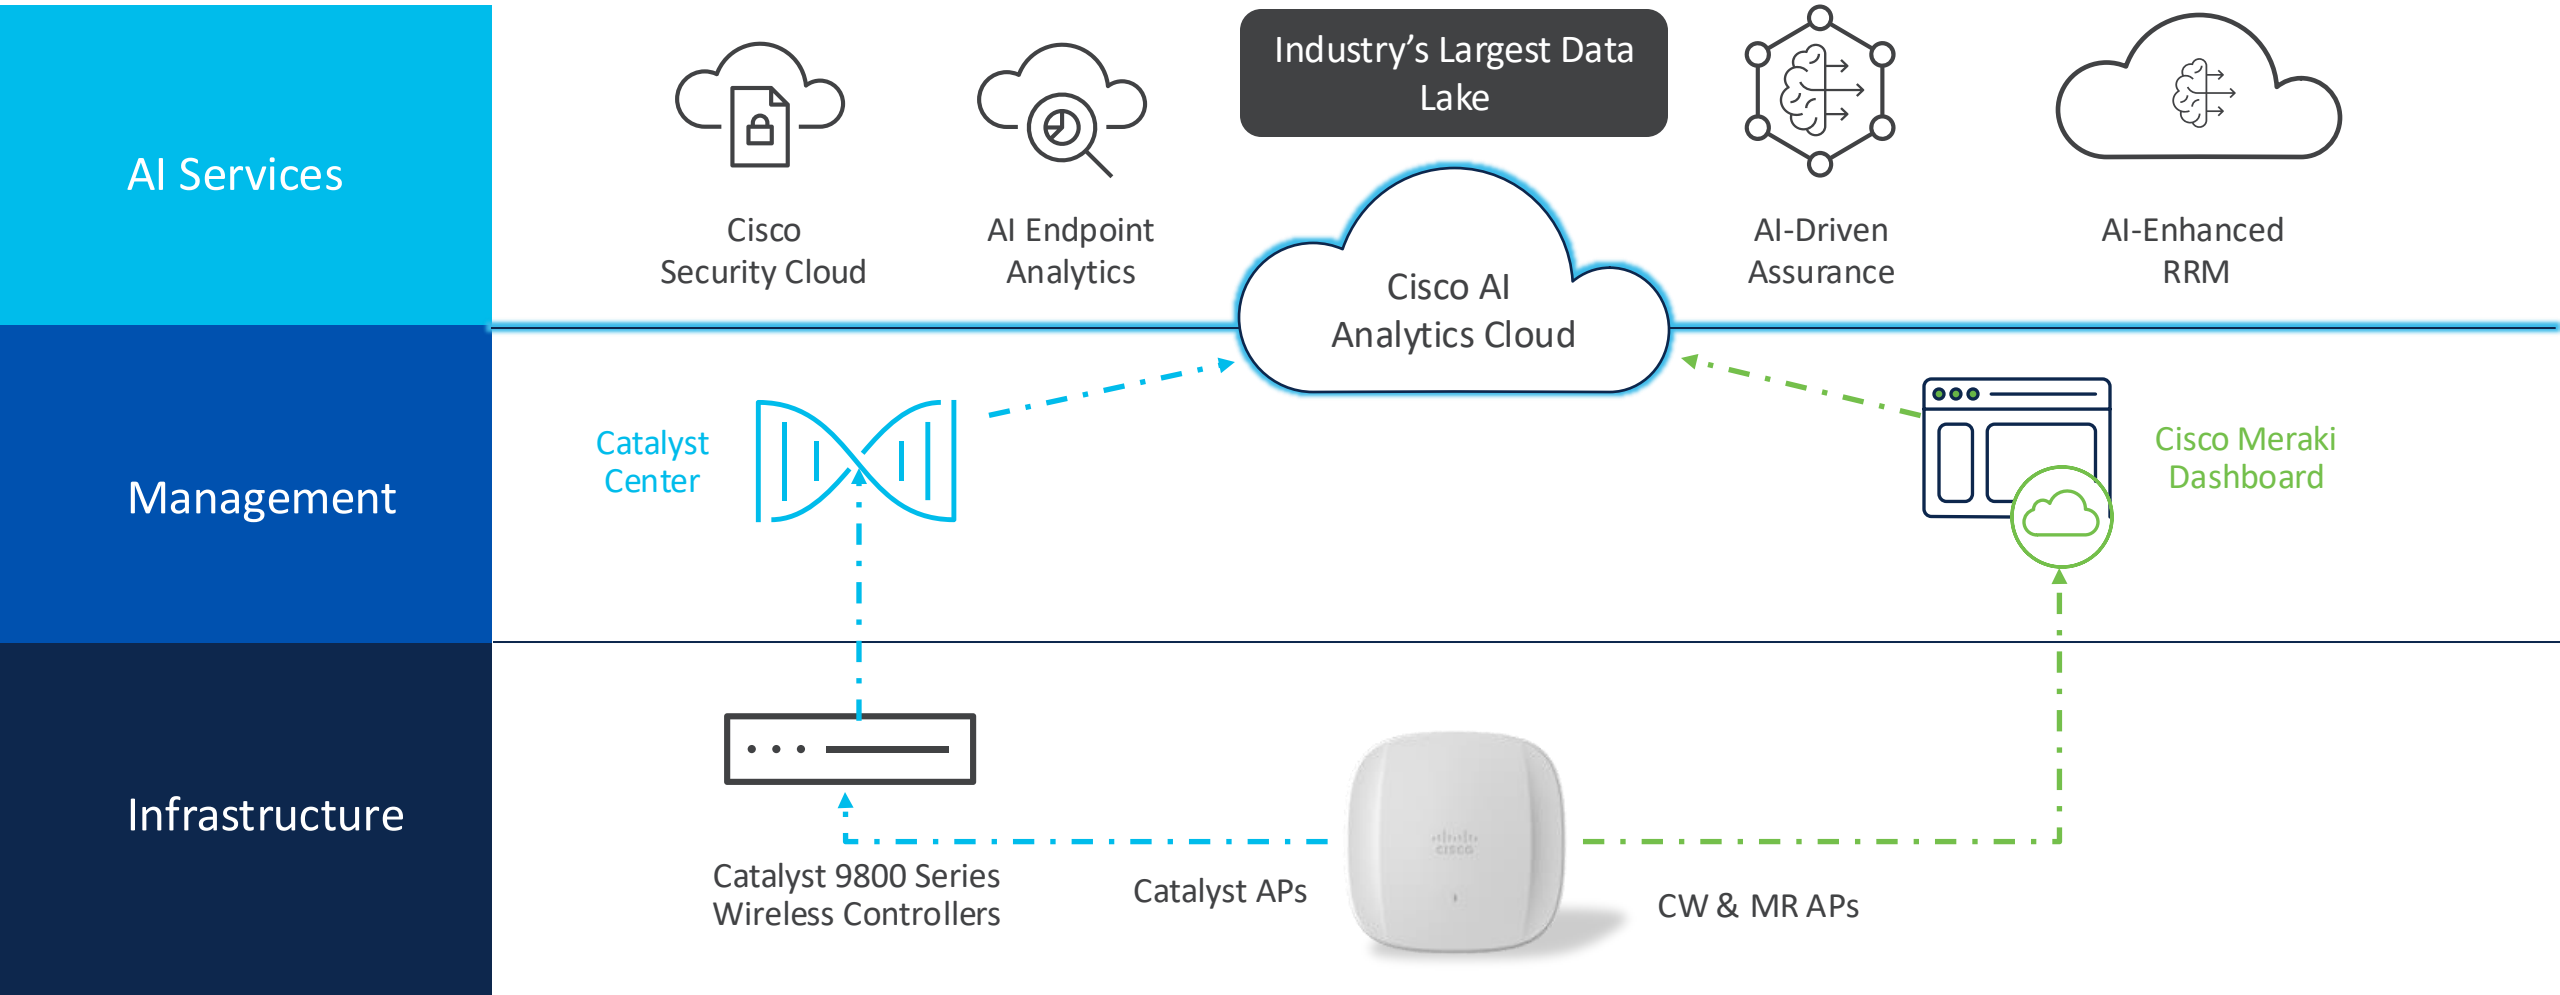 AI Services
Cisco
Security Cloud
AI Endpoint
Analytics
Industry's Largest Data
Lake
Cisco AI
Analytics Cloud
AI-Driven
Assurance
AI-Enhanced
RRM
Management
Catalyst
Center
Cisco Meraki
Dashboard
Infrastructure
Catalyst 9800 Series
Wireless Controllers
Catalyst APs
CISCO
CW & MR APs